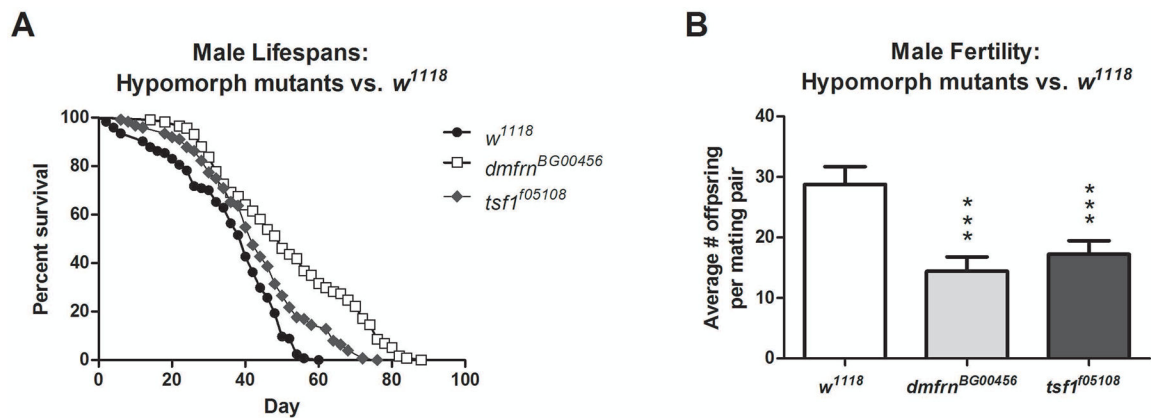 A
Male Lifespans:
Hypomorph mutants vs. w1118
Percent survival
100
80
60
40
20
0
0 20 40 60 80 100
Day
w1118
dmfrnBG00456
tsf1f05108
B
Male Fertility:
Hypomorph mutants vs. w1118
Average # offpsring
per mating pair
40
30
20
10
0
***
***
w1118 dmfrnBG00456 tsf1f05108